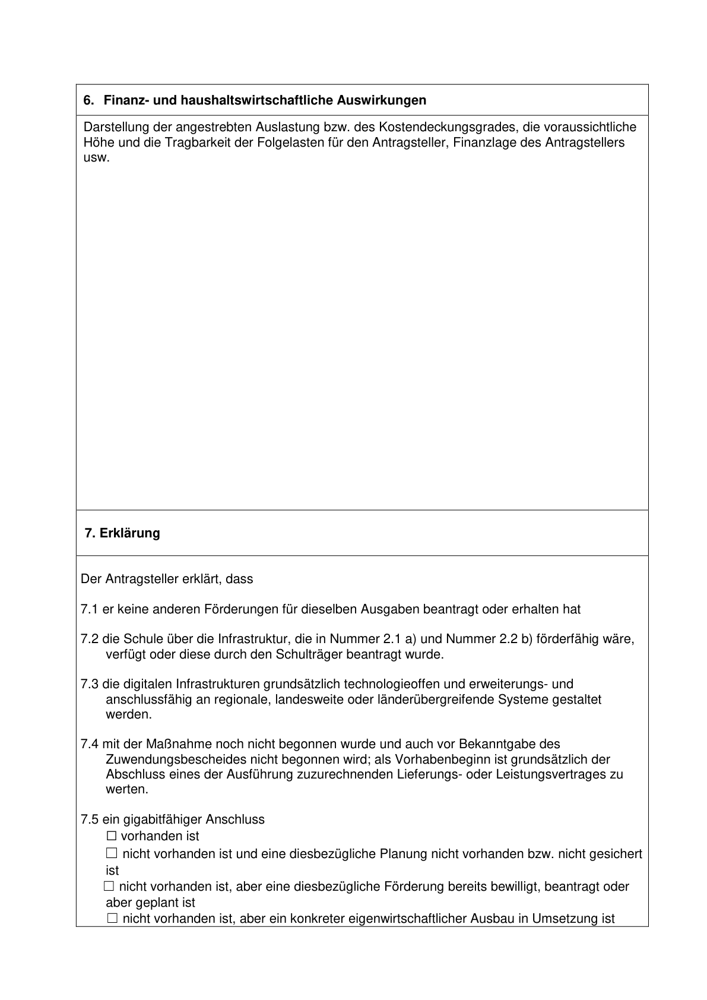 6. Finanz- und haushaltswirtschaftliche Auswirkungen
Darstellung der angestrebten Auslastung bzw. des Kostendeckungsgrades, die voraussichtliche
Höhe und die Tragbarkeit der Folgelasten für den Antragsteller, Finanzlage des Antragstellers
usw.
7. Erklärung
Der Antragsteller erklärt, dass
7.1 er keine anderen Förderungen für dieselben Ausgaben beantragt oder erhalten hat
7.2 die Schule über die Infrastruktur, die in Nummer 2.1 a) und Nummer 2.2 b) förderfähig wäre,
verfügt oder diese durch den Schulträger beantragt wurde.
7.3 die digitalen Infrastrukturen grundsätzlich technologieoffen und erweiterungs- und
anschlussfähig an regionale, landesweite oder länderübergreifende Systeme gestaltet
werden.
7.4 mit der Maßnahme noch nicht begonnen wurde und auch vor Bekanntgabe des
Zuwendungsbescheides nicht begonnen wird; als Vorhabenbeginn ist grundsätzlich der
Abschluss eines der Ausführung zuzurechnenden Lieferungs- oder Leistungsvertrages zu
werten.
7.5 ein gigabitfähiger Anschluss
☐ vorhanden ist
☐ nicht vorhanden ist und eine diesbezügliche Planung nicht vorhanden bzw. nicht gesichert
ist
☐ nicht vorhanden ist, aber eine diesbezügliche Förderung bereits bewilligt, beantragt oder
aber geplant ist
☐ nicht vorhanden ist, aber ein konkreter eigenwirtschaftlicher Ausbau in Umsetzung ist